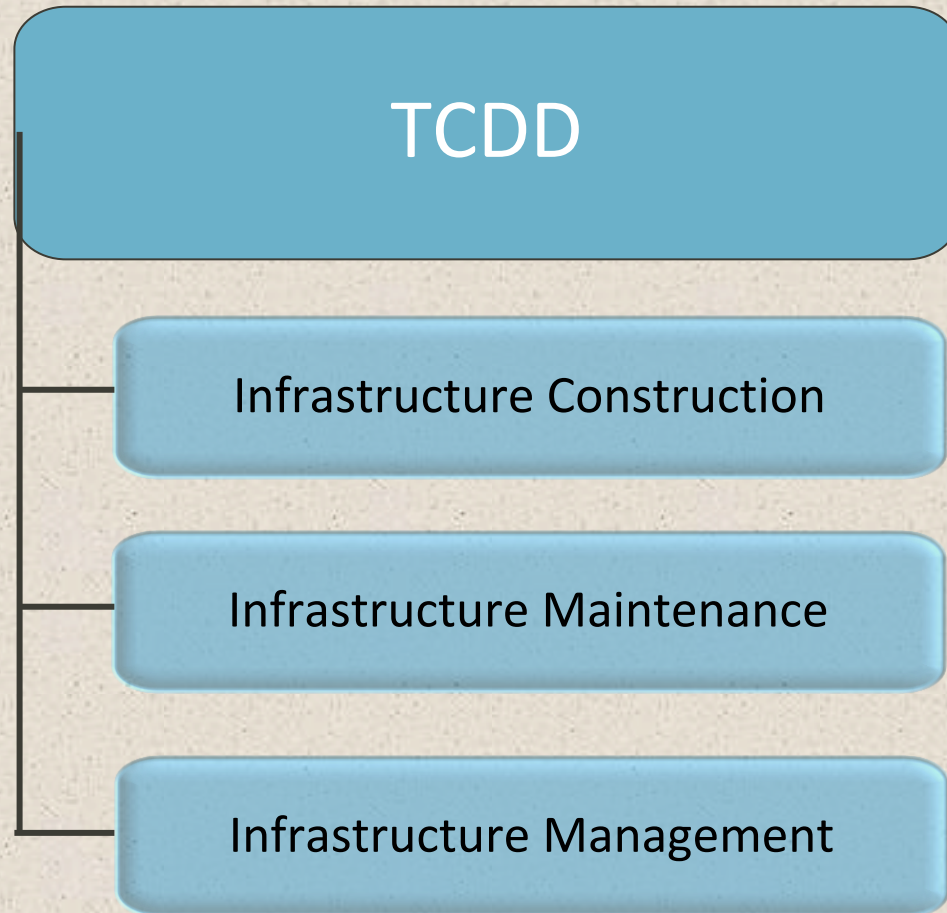 TCDD
Infrastructure Construction
Infrastructure Maintenance
Infrastructure Management